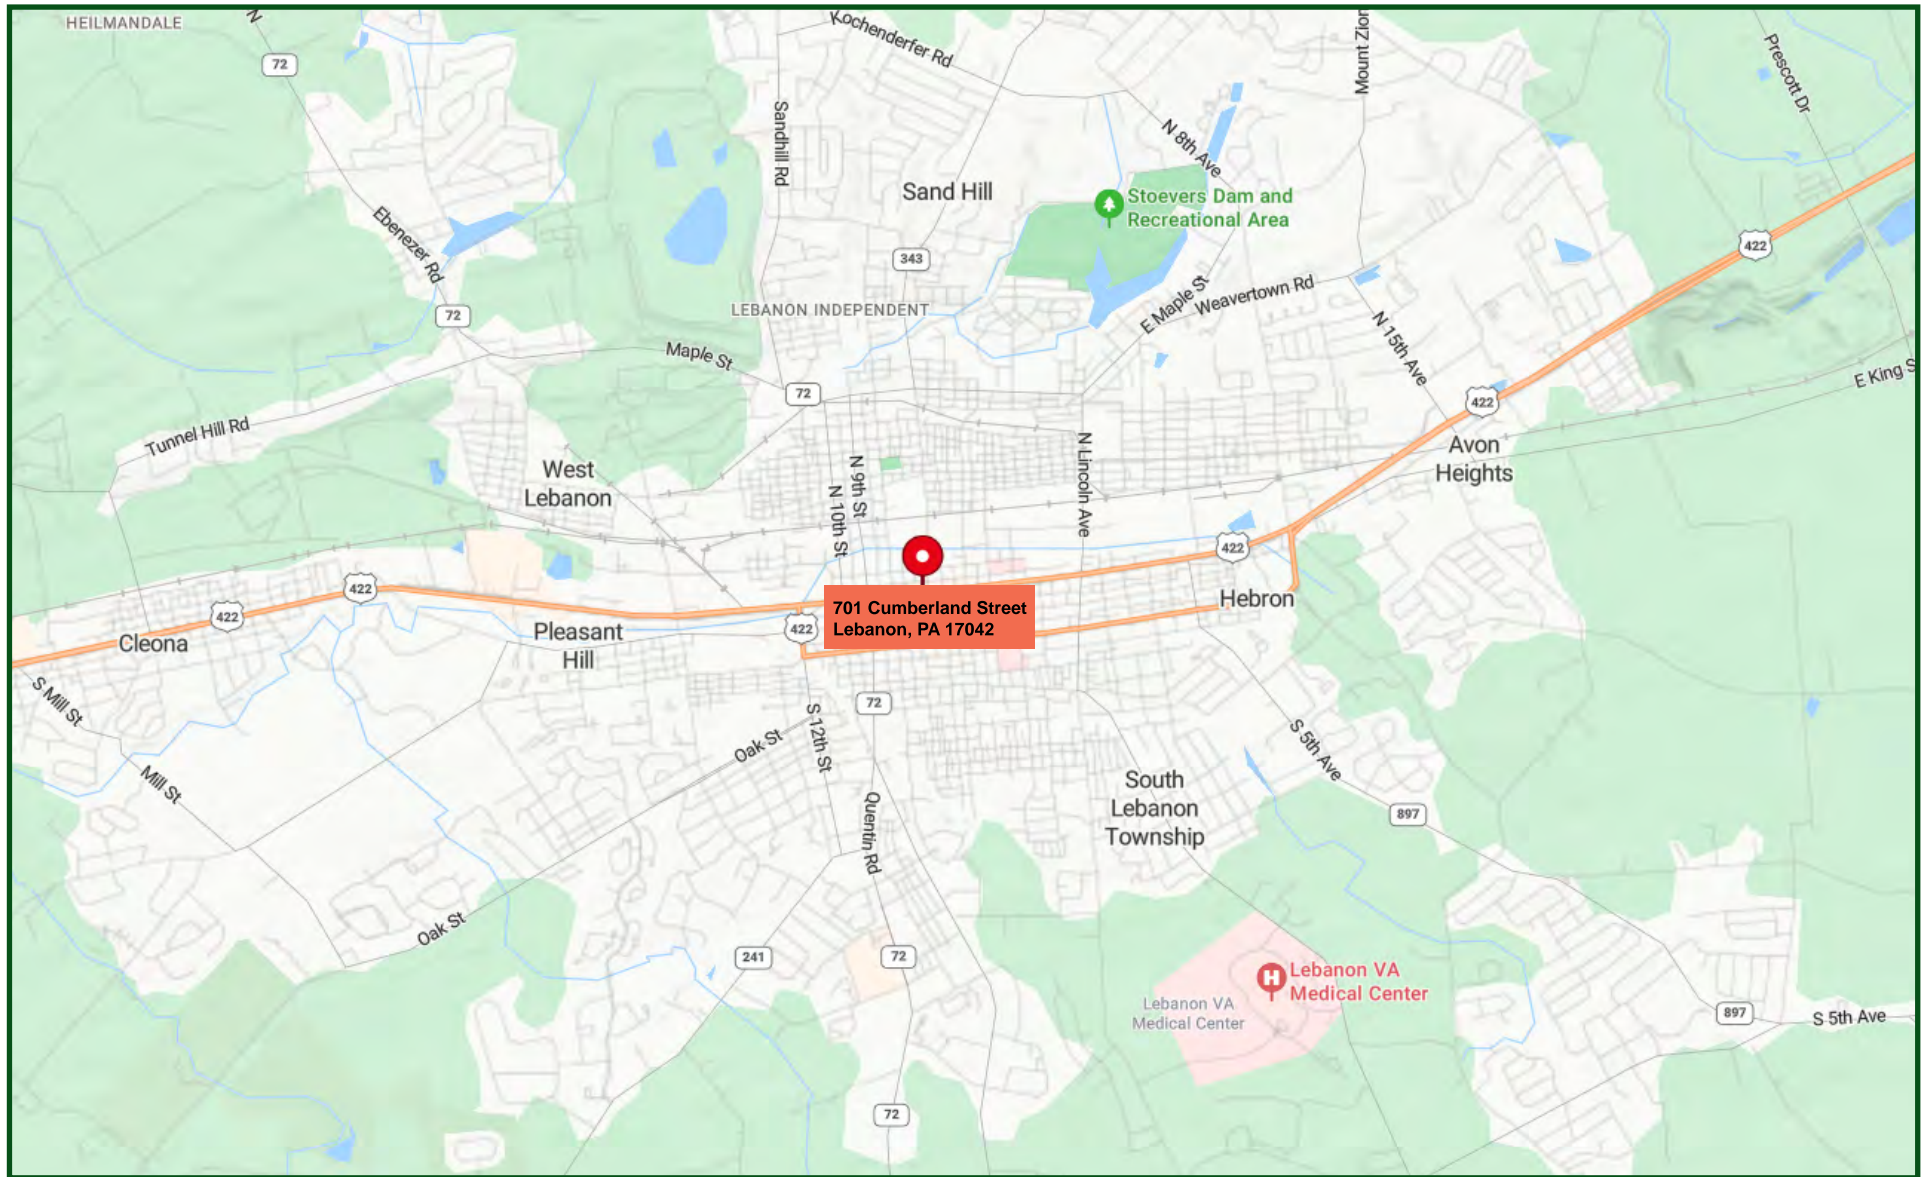 HEILMANDALE
N
72
Kochenderfer Rd
Mount Zion
Prescott Dr
Sandhill Rd
N 8th Ave
Sand Hill
Stoevers Dam and
Recreational Area
Ebenezer Rd
343
422
72
LEBANON INDEPENDENT
E Maple St
Weavertown Rd
N 15th Ave
Maple St
72
E King S
422
Tunnel Hill Rd
West
Lebanon
N 9th St
N 10th St
N Lincoln Ave
Avon
Heights
422
422
422
Cleona
Pleasant
Hill
422
701 Cumberland Street
Lebanon, PA 17042
Hebron
S Mill St
Mill St
72
S 12th St
Oak St
Quentin Rd
S 5th Ave
South
Lebanon
Township
897
Oak St
241
72
Lebanon VA
Medical Center
Lebanon VA
Medical Center
897
S 5th Ave
72